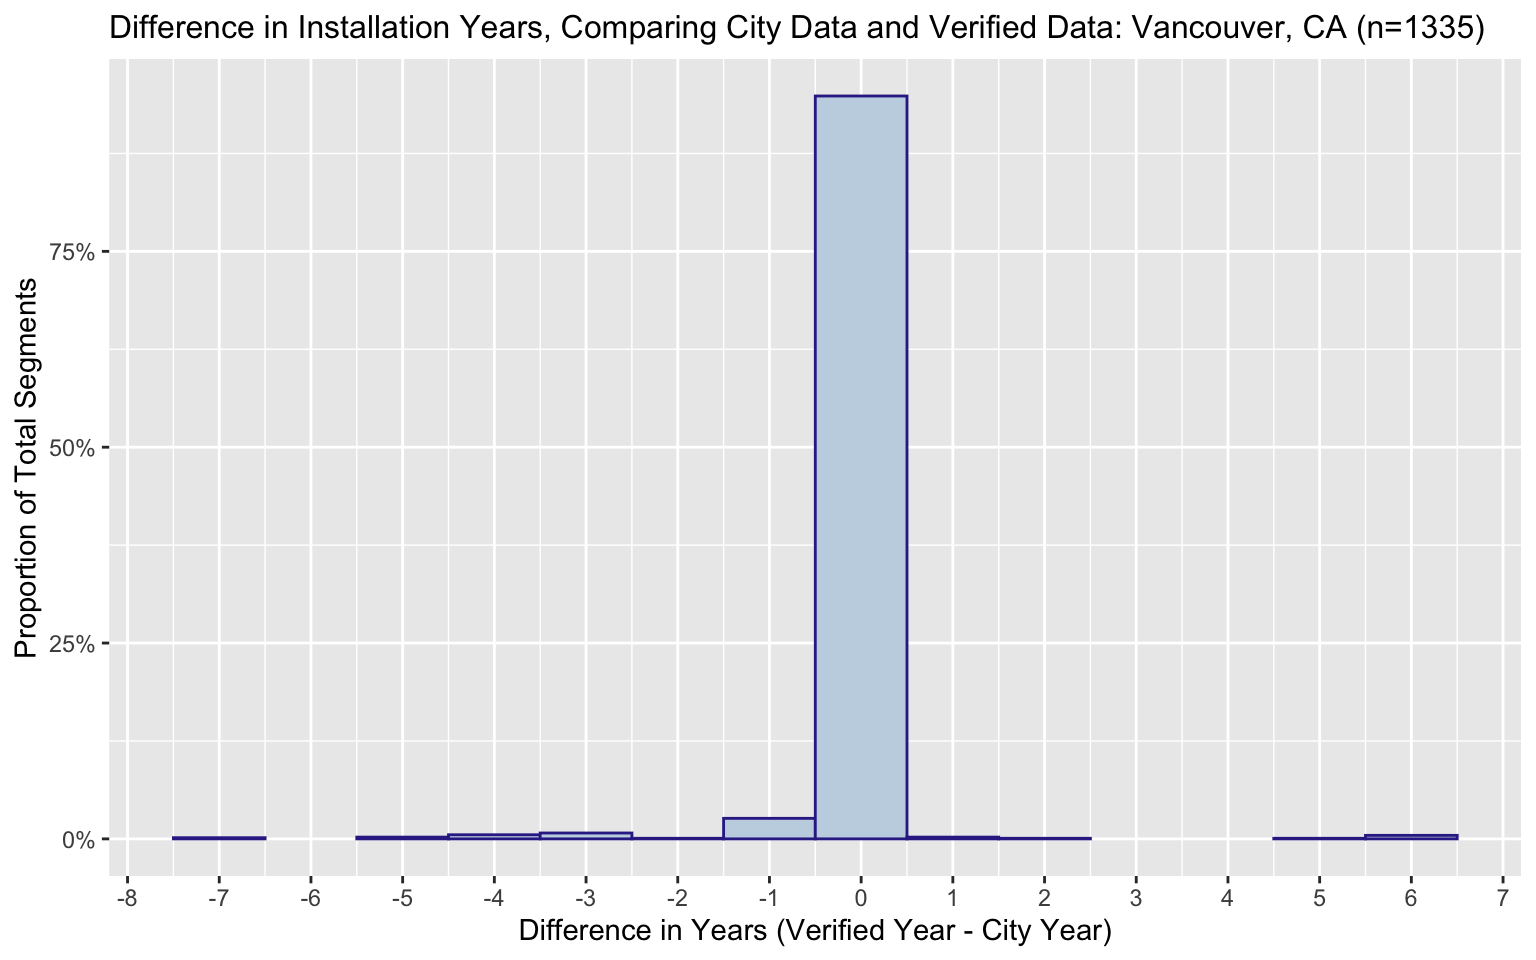 Difference in Installation Years, Comparing City Data and Verified Data: Vancouver, CA (n=1335)
Proportion of Total Segments
75%
50%
25%
0%
-8 -7 -6 -5 -4 -3 -2 -1 0 1 2 3 4 5 6 7
Difference in Years (Verified Year - City Year)